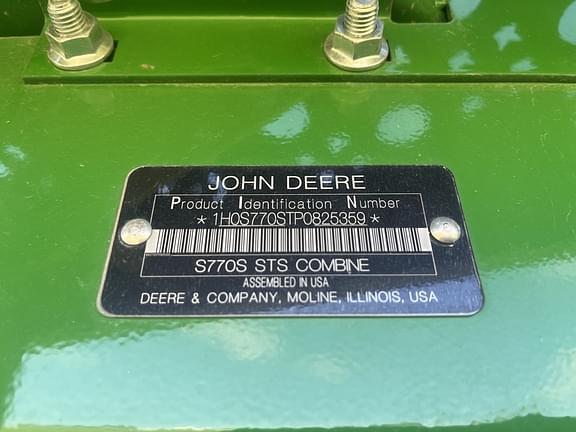 JOHN DEERE
Product Identification Number
*1H0S770STP0825359*
S770S STS COMBINE
ASSEMBLED IN USA
DEERE & COMPANY, MOLINE, ILLINOIS, USA